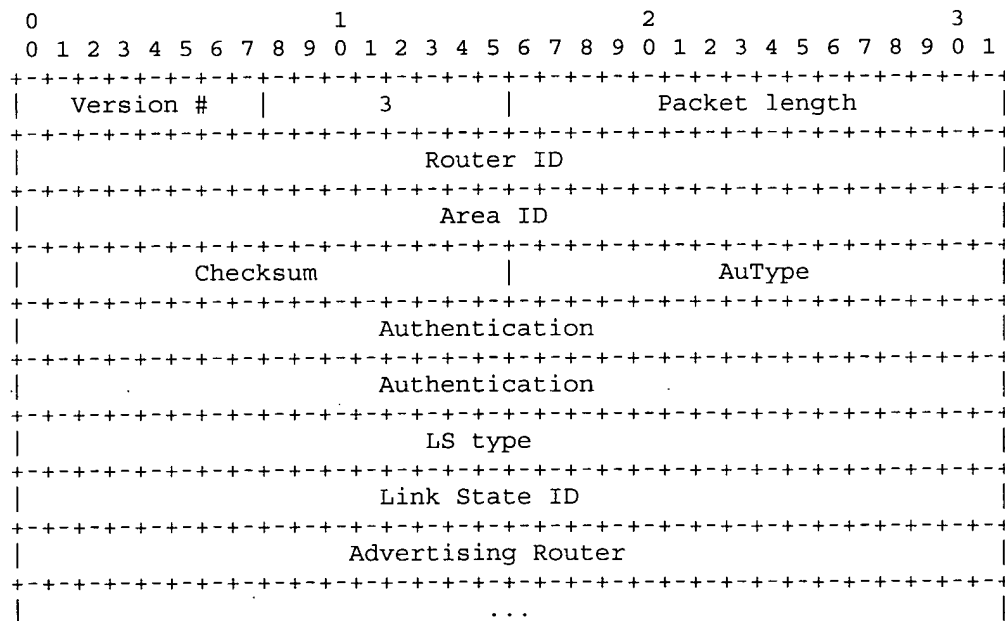 0                   1                   2                   3
0 1 2 3 4 5 6 7 8 9 0 1 2 3 4 5 6 7 8 9 0 1 2 3 4 5 6 7 8 9 0 1
+-+-+-+-+-+-+-+-+-+-+-+-+-+-+-+-+-+-+-+-+-+-+-+-+-+-+-+-+-+-+-+-+
| Version # | 3 | Packet length |
+-+-+-+-+-+-+-+-+-+-+-+-+-+-+-+-+-+-+-+-+-+-+-+-+-+-+-+-+-+-+-+-+
| Router ID |
+-+-+-+-+-+-+-+-+-+-+-+-+-+-+-+-+-+-+-+-+-+-+-+-+-+-+-+-+-+-+-+-+
| Area ID |
+-+-+-+-+-+-+-+-+-+-+-+-+-+-+-+-+-+-+-+-+-+-+-+-+-+-+-+-+-+-+-+-+
| Checksum | AuType |
+-+-+-+-+-+-+-+-+-+-+-+-+-+-+-+-+-+-+-+-+-+-+-+-+-+-+-+-+-+-+-+-+
| Authentication |
+-+-+-+-+-+-+-+-+-+-+-+-+-+-+-+-+-+-+-+-+-+-+-+-+-+-+-+-+-+-+-+-+
| Authentication |
+-+-+-+-+-+-+-+-+-+-+-+-+-+-+-+-+-+-+-+-+-+-+-+-+-+-+-+-+-+-+-+-+
| LS type |
+-+-+-+-+-+-+-+-+-+-+-+-+-+-+-+-+-+-+-+-+-+-+-+-+-+-+-+-+-+-+-+-+
| Link State ID |
+-+-+-+-+-+-+-+-+-+-+-+-+-+-+-+-+-+-+-+-+-+-+-+-+-+-+-+-+-+-+-+-+
| Advertising Router |
+-+-+-+-+-+-+-+-+-+-+-+-+-+-+-+-+-+-+-+-+-+-+-+-+-+-+-+-+-+-+-+-+
| ... |